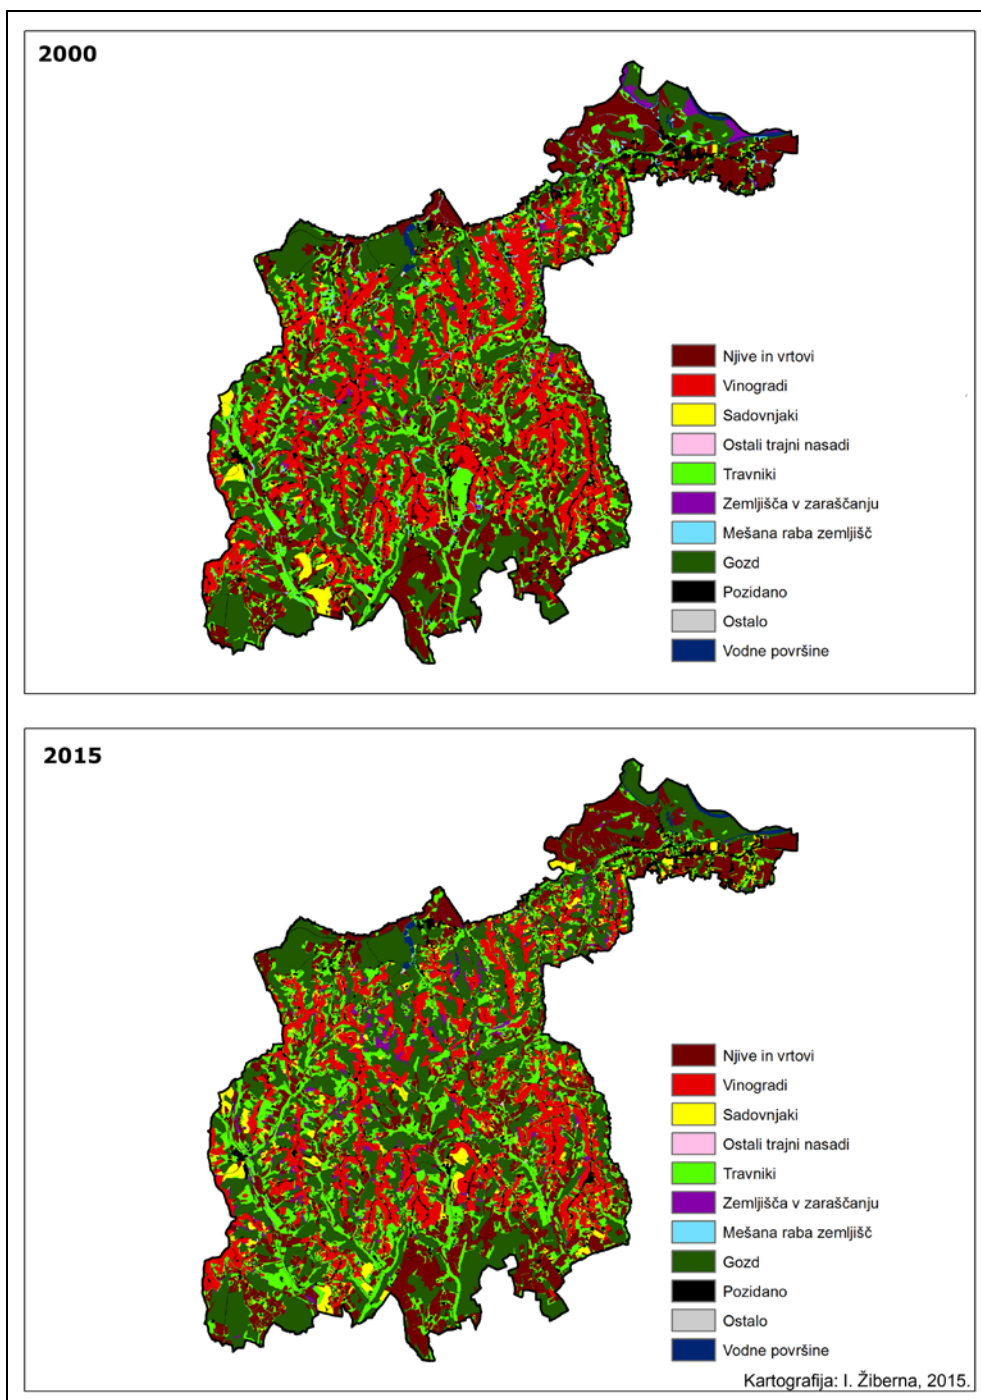 2000
Njive in vrtovi
Vinogradi
Sadovnjaki
Ostali trajni nasadi
Travniki
Zemljišča v zaraščanju
Mešana raba zemljišč
Gozd
Pozidano
Ostalo
Vodne površine
2015
Njive in vrtovi
Vinogradi
Sadovnjaki
Ostali trajni nasadi
Travniki
Zemljišča v zaraščanju
Mešana raba zemljišč
Gozd
Pozidano
Ostalo
Vodne površine
Kartografija: I. Žiberna, 2015.